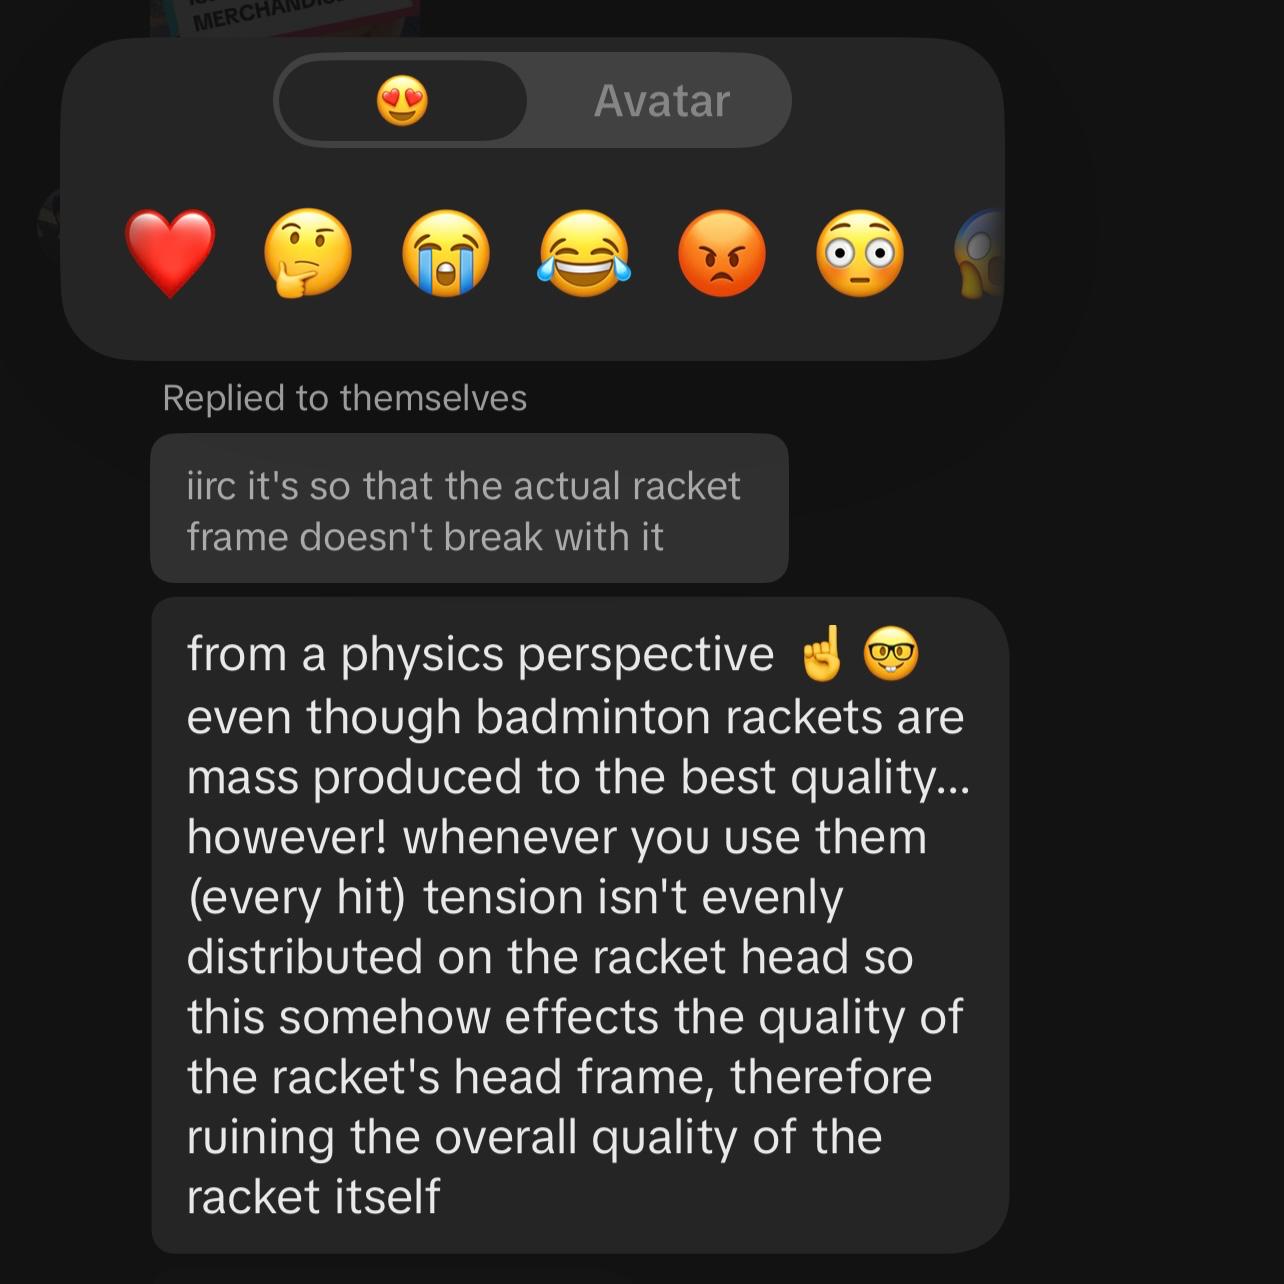 MERCHANDIS
Avatar
Replied to themselves
iirc it's so that the actual racket
frame doesn't break with it
from a physics perspective ☝️🤓
even though badminton rackets are
mass produced to the best quality...
however! whenever you use them
(every hit) tension isn't evenly
distributed on the racket head so
this somehow effects the quality of
the racket's head frame, therefore
ruining the overall quality of the
racket itself